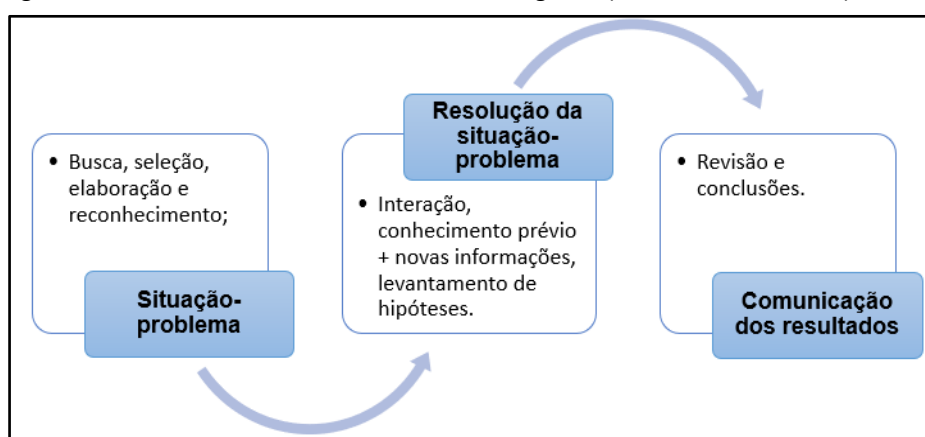 • Busca, seleção,
elaboração e
reconhecimento;
Situação-
problema
Resolução da
situação-
problema
• Interação,
conhecimento prévio
+ novas informações,
levantamento de
hipóteses.
• Revisão e
conclusões.
Comunicação
dos resultados